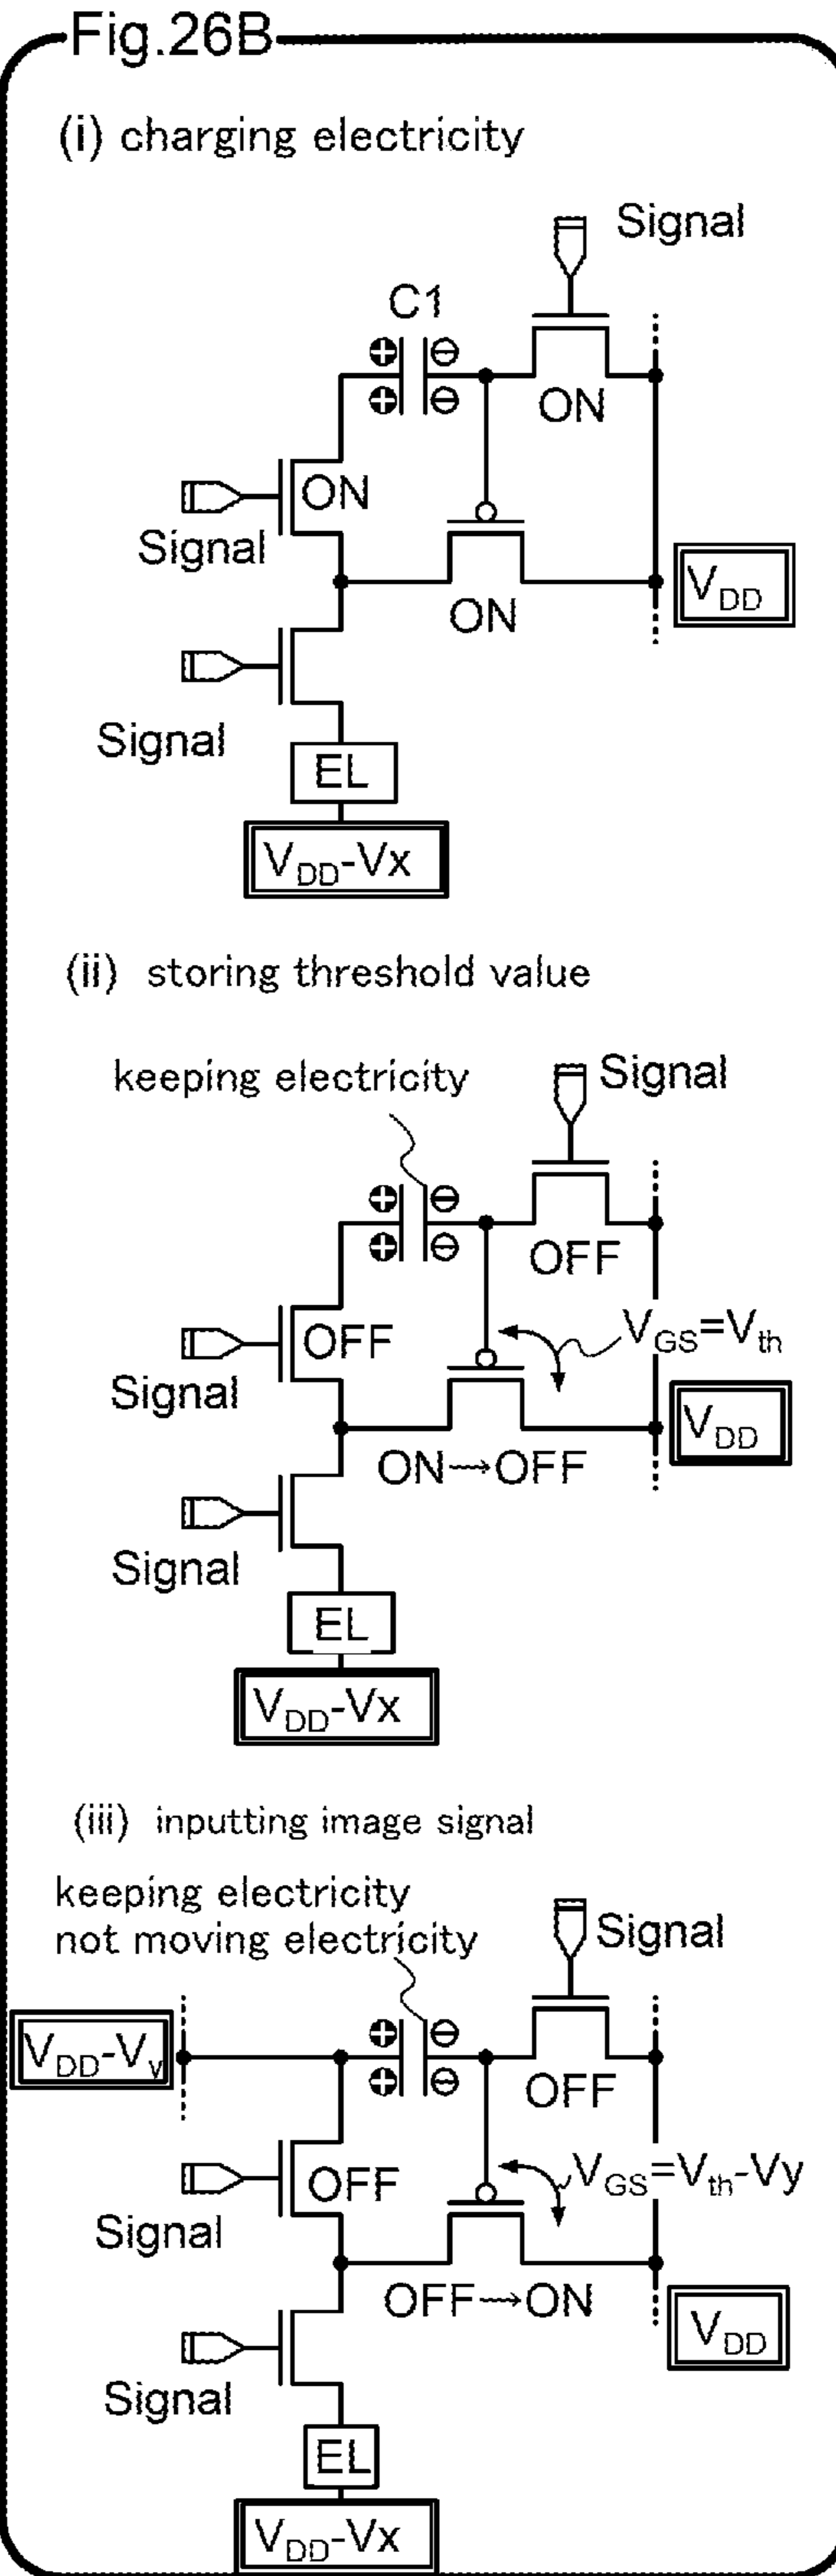 Fig.26B
(i) charging electricity
Signal
C1
⊕ ⊖
⊕ ⊖
ON
ON
Signal
V_DD
ON
Signal
EL
V_DD-Vx
(ii) storing threshold value
keeping electricity
Signal
⊕ ⊖
⊕ ⊖
OFF
V_GS=V_th
OFF
Signal
V_DD
ON→OFF
Signal
EL
V_DD-Vx
(iii) inputting image signal
keeping electricity
not moving electricity
Signal
⊕ ⊖
V_DD-V_v
⊕ ⊖
OFF
V_GS=V_th-Vy
OFF
Signal
OFF→ON
V_DD
Signal
EL
V_DD-Vx